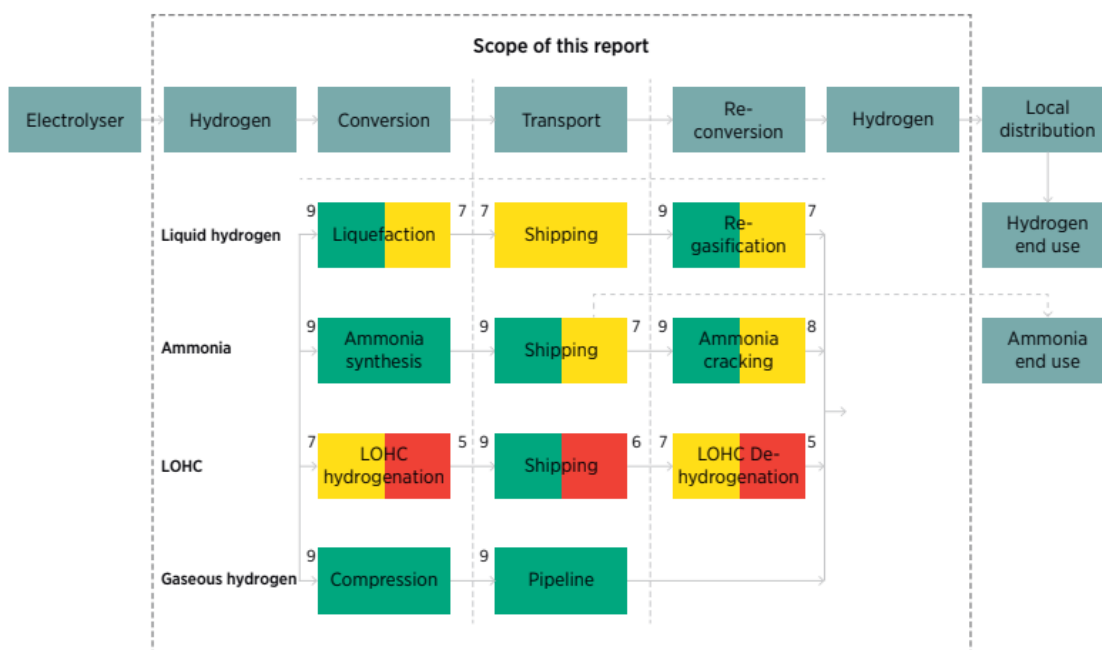 Scope of this report
Electrolyser
Hydrogen
Conversion
Transport
Re-
conversion
Hydrogen
Local
distribution
Liquid hydrogen
9
Liquefaction
7
7
Shipping
9
Re-
gasification
7
Hydrogen
end use
Ammonia
9
Ammonia
synthesis
9
Shipping
7
9
Ammonia
cracking
8
Ammonia
end use
LOHC
7
LOHC
hydrogenation
5
9
Shipping
6
7
LOHC De-
hydrogenation
5
Gaseous hydrogen
9
Compression
9
Pipeline